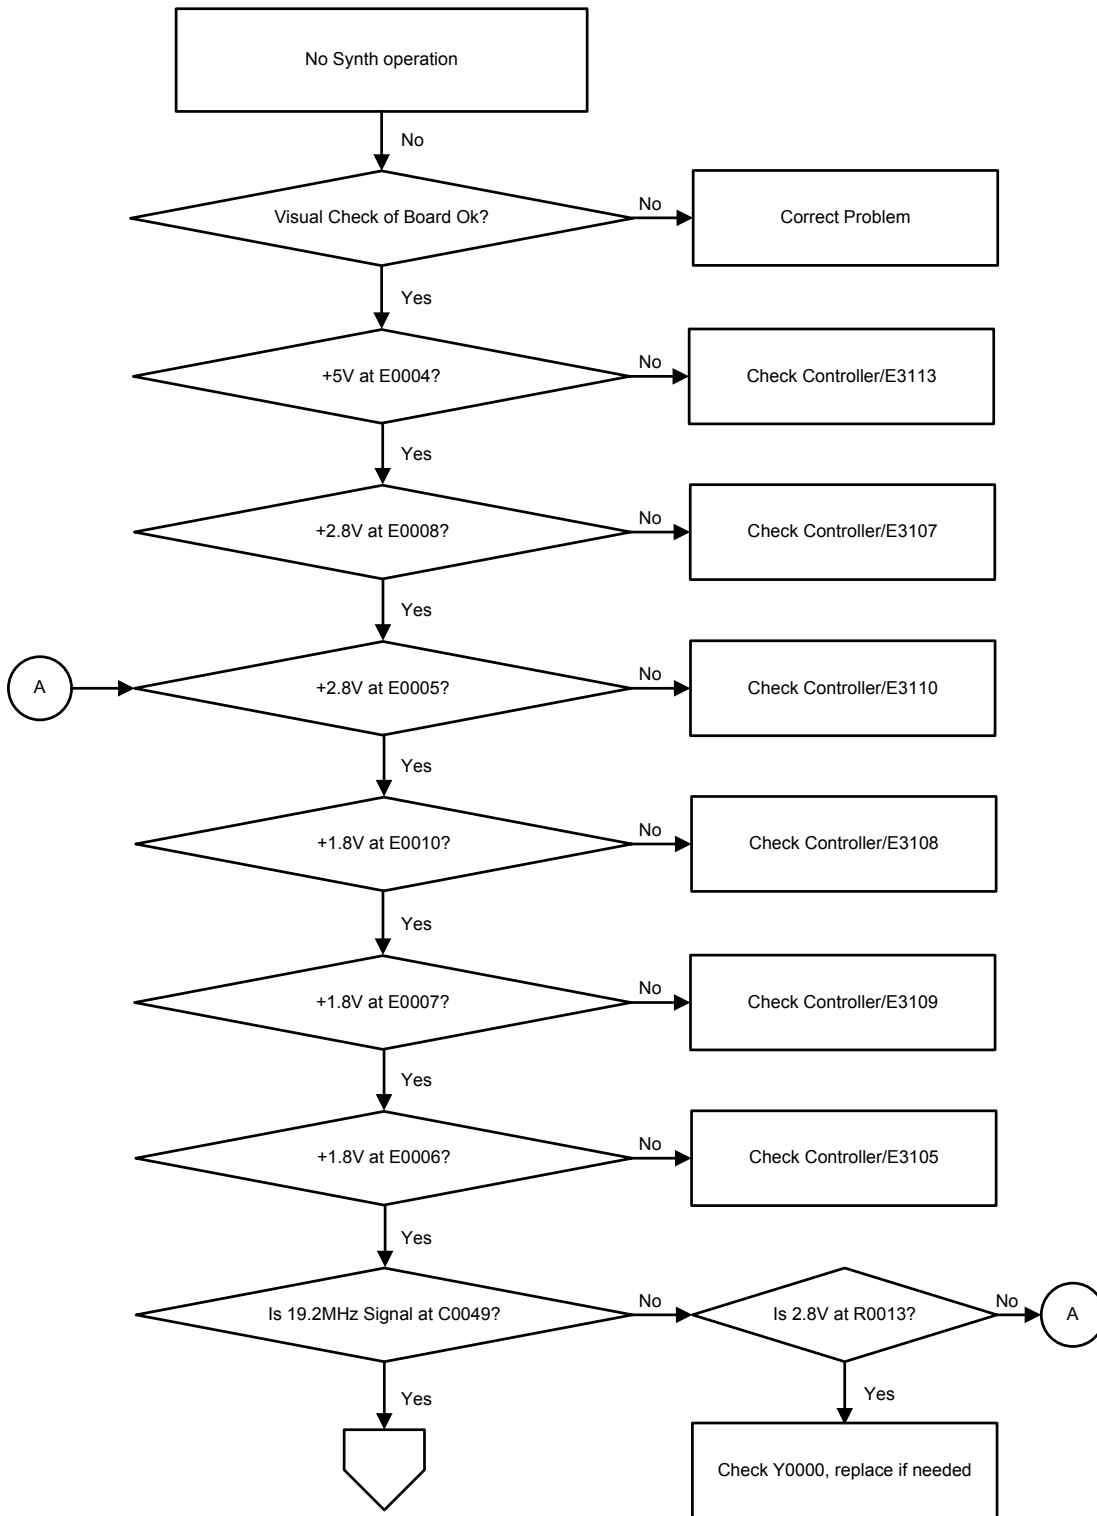 No Synth operation
No
Visual Check of Board Ok?
No
Correct Problem
Yes
+5V at E0004?
No
Check Controller/E3113
Yes
+2.8V at E0008?
No
Check Controller/E3107
Yes
A
+2.8V at E0005?
No
Check Controller/E3110
Yes
+1.8V at E0010?
No
Check Controller/E3108
Yes
+1.8V at E0007?
No
Check Controller/E3109
Yes
+1.8V at E0006?
No
Check Controller/E3105
Yes
Is 19.2MHz Signal at C0049?
No
Is 2.8V at R0013?
No
A
Yes
Yes
Check Y0000, replace if needed